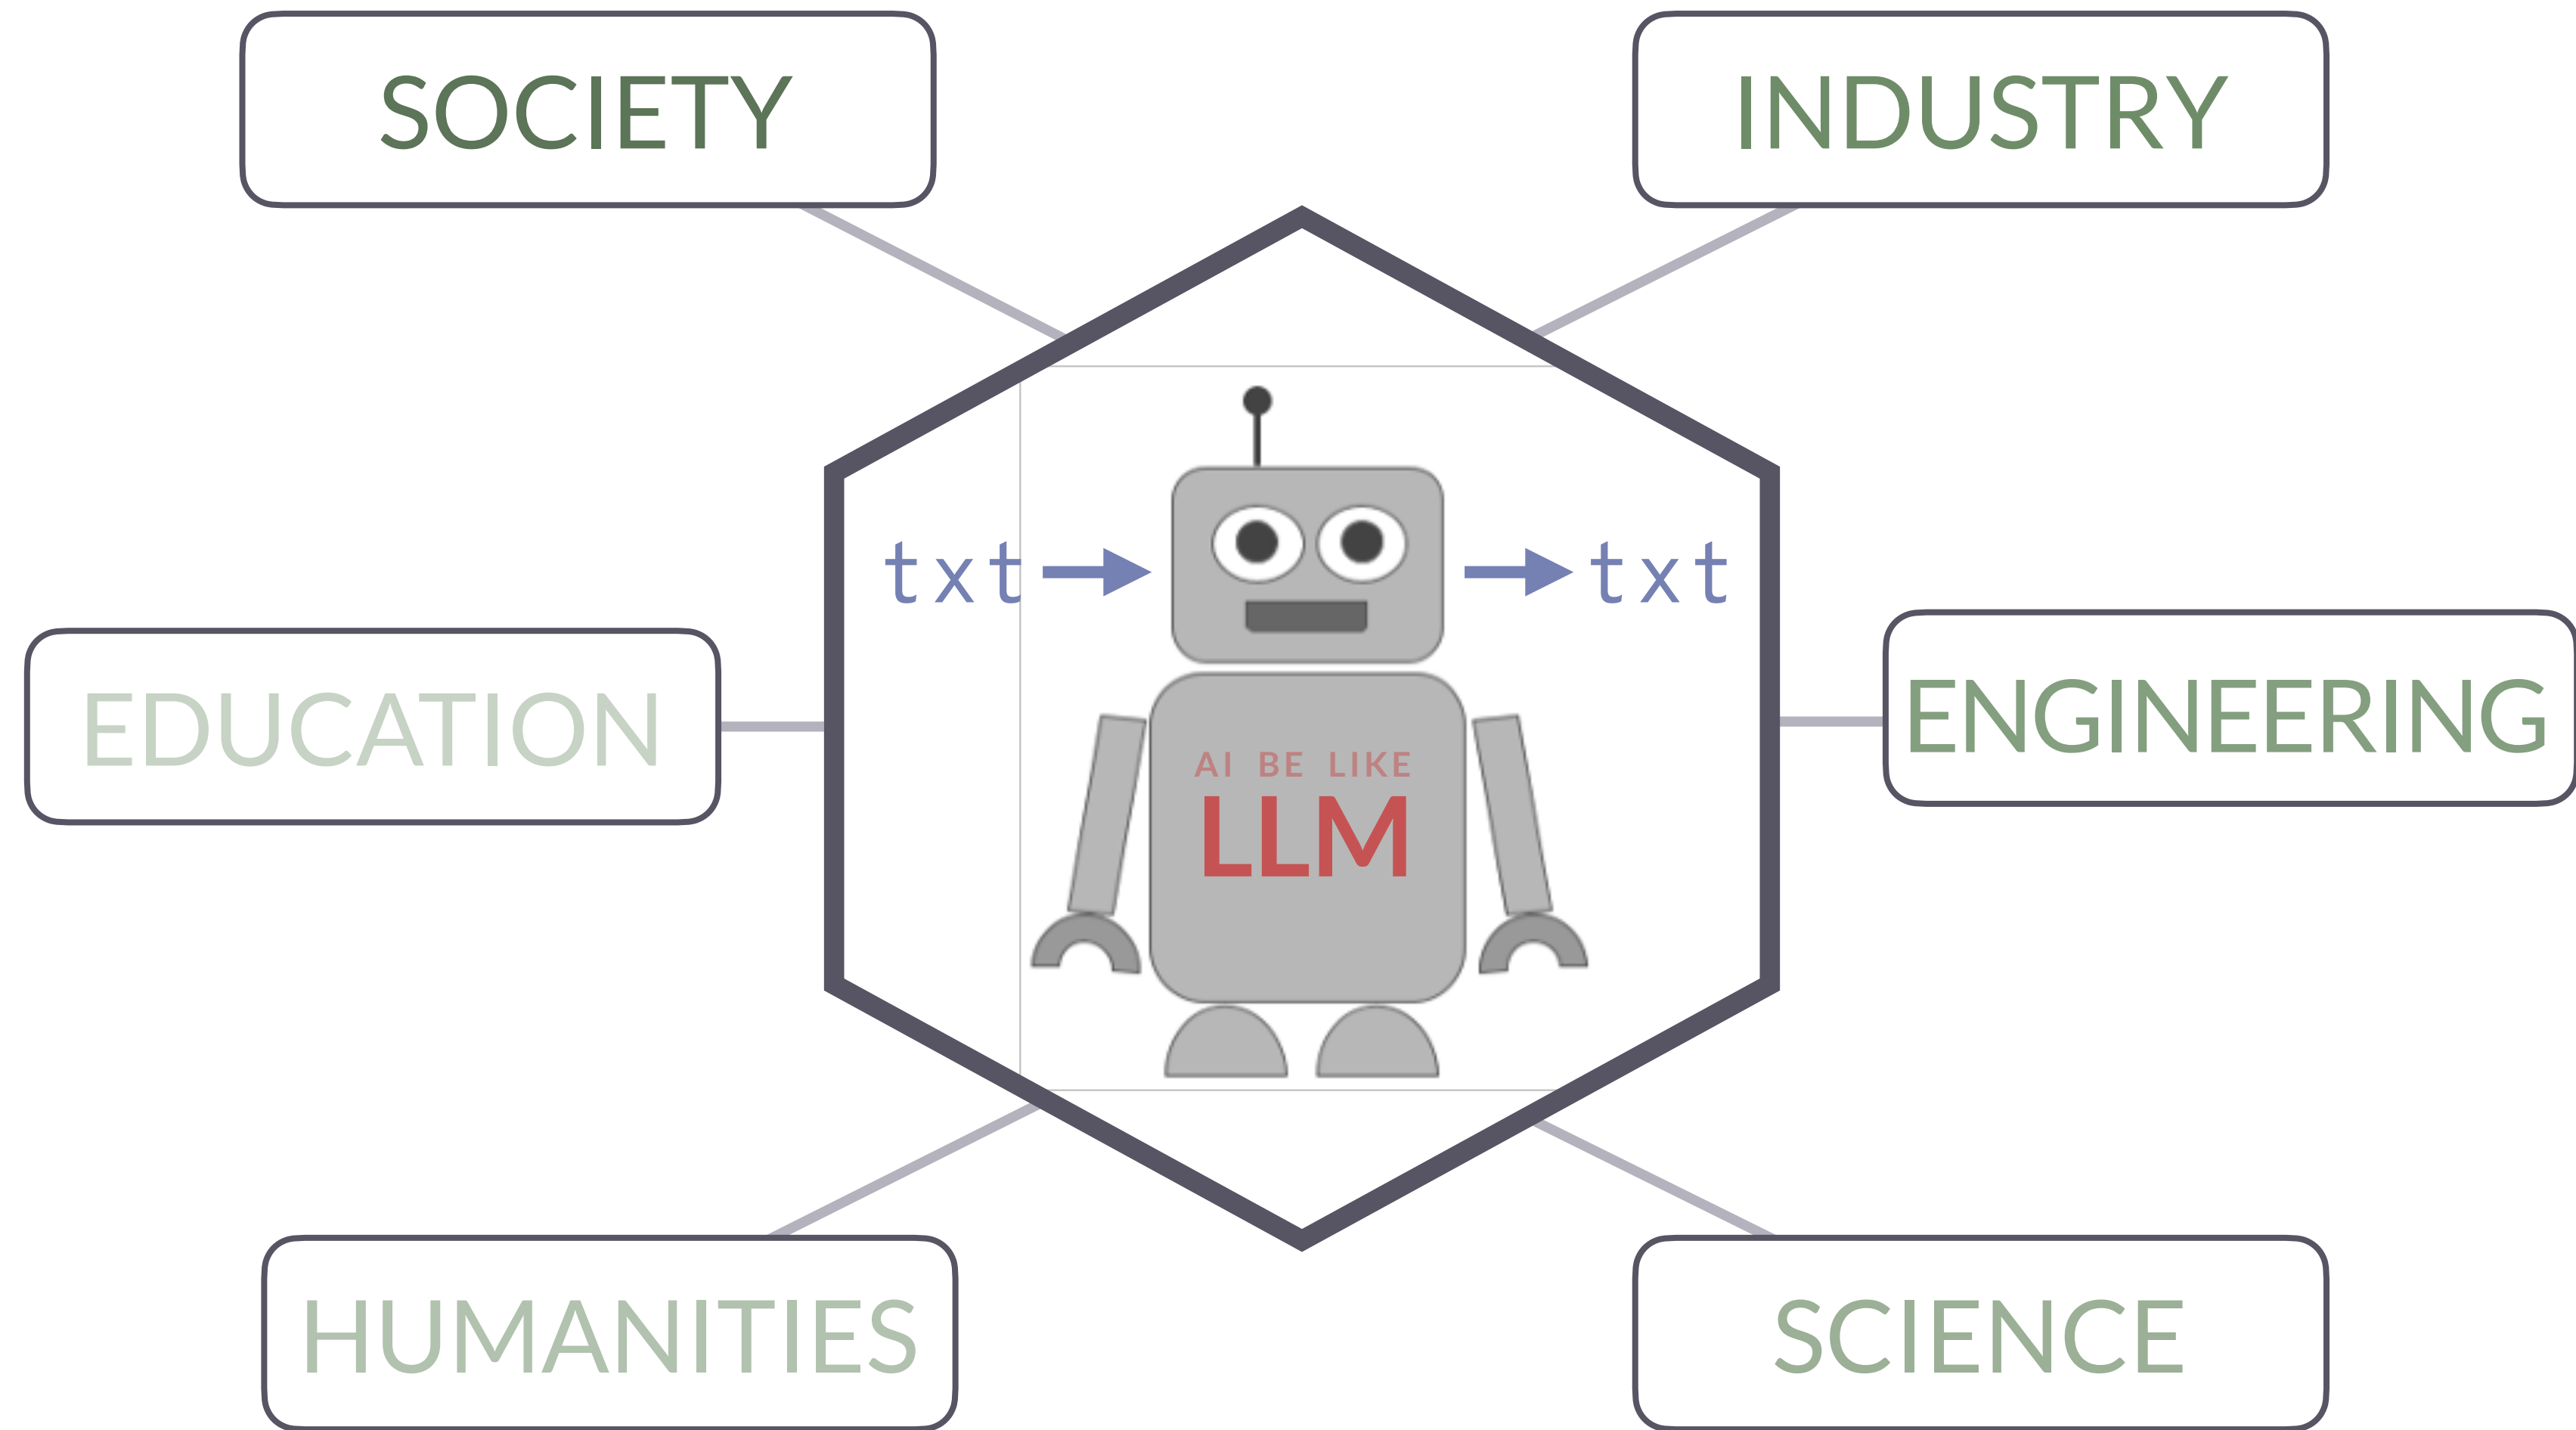 SOCIETY
INDUSTRY
txt
txt
EDUCATION
ENGINEERING
AI BE LIKE
LLM
HUMANITIES
SCIENCE